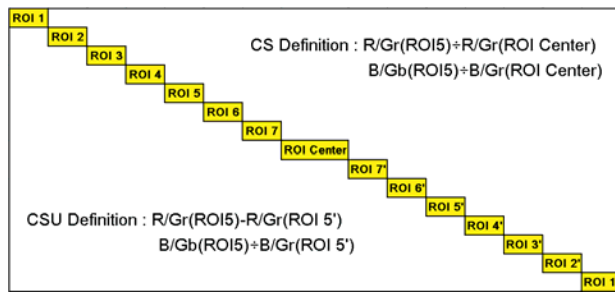 ROI 1
ROI 2
CS Definition : R/Gr(ROI5)÷R/Gr(ROI Center)
ROI 3
B/Gb(ROI5)÷B/Gr(ROI Center)
ROI 4
ROI 5
ROI 6
ROI 7
ROI Center
ROI 7'
ROI 6'
CSU Definition : R/Gr(ROI5)-R/Gr(ROI 5')
ROI 5'
ROI 4'
B/Gb(ROI5)÷B/Gr(ROI 5')
ROI 3'
ROI 2'
ROI 1